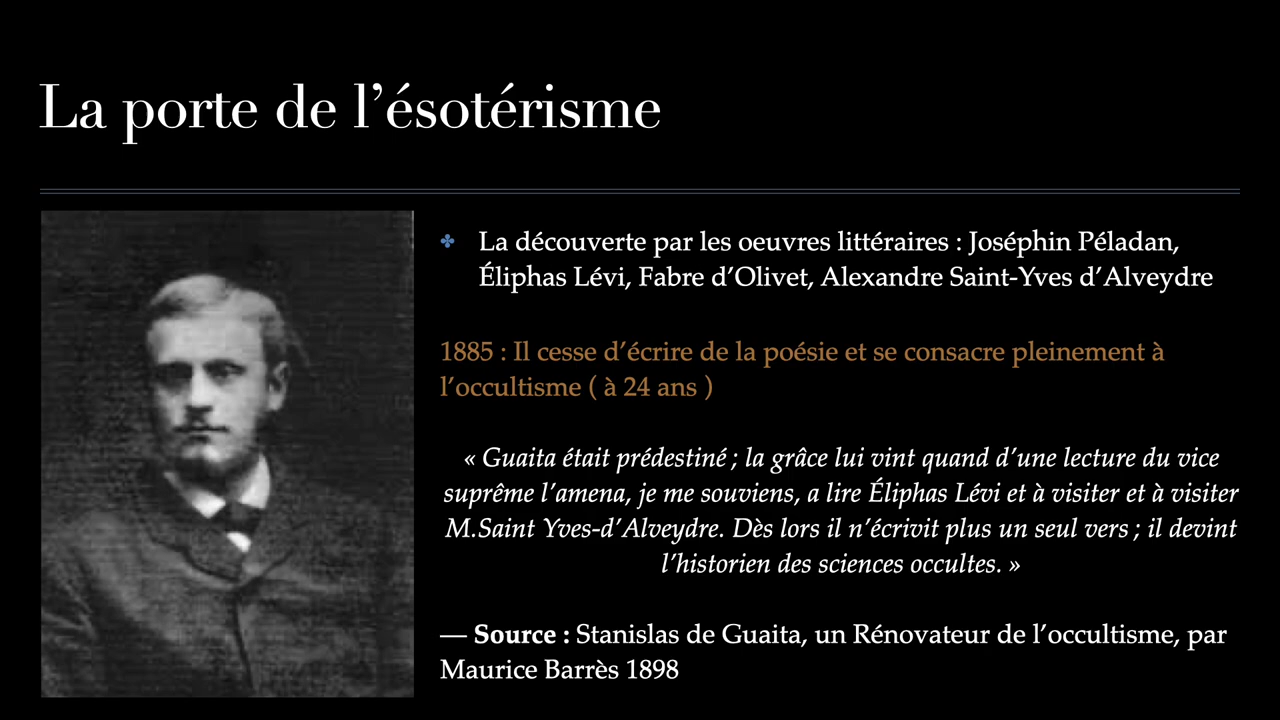 La porte de l’ésotérisme
La découverte par les oeuvres littéraires : Joséphin Péladan,
Éliphas Lévi, Fabre d’Olivet, Alexandre Saint-Yves d’Alveydre
1885 : Il cesse d’écrire de la poésie et se consacre pleinement à
l’occultisme ( à 24 ans )
« Guaita était prédestiné ; la grâce lui vint quand d’une lecture du vice
suprême l’amena, je me souviens, a lire Éliphas Lévi et à visiter et à visiter
M.Saint Yves-d’Alveydre. Dès lors il n’écrivit plus un seul vers ; il devint
l’historien des sciences occultes. »
— Source : Stanislas de Guaita, un Rénovateur de l’occultisme, par
Maurice Barrès 1898